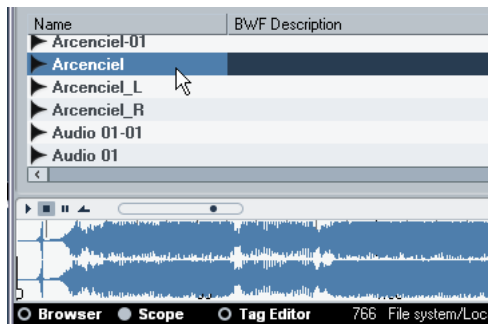 Name BWF Description
Arcenciel-01
Arcenciel
Arcenciel_L
Arcenciel_R
Audio 01-01
Audio 01
Browser Scope Tag Editor 766 File system/Loc